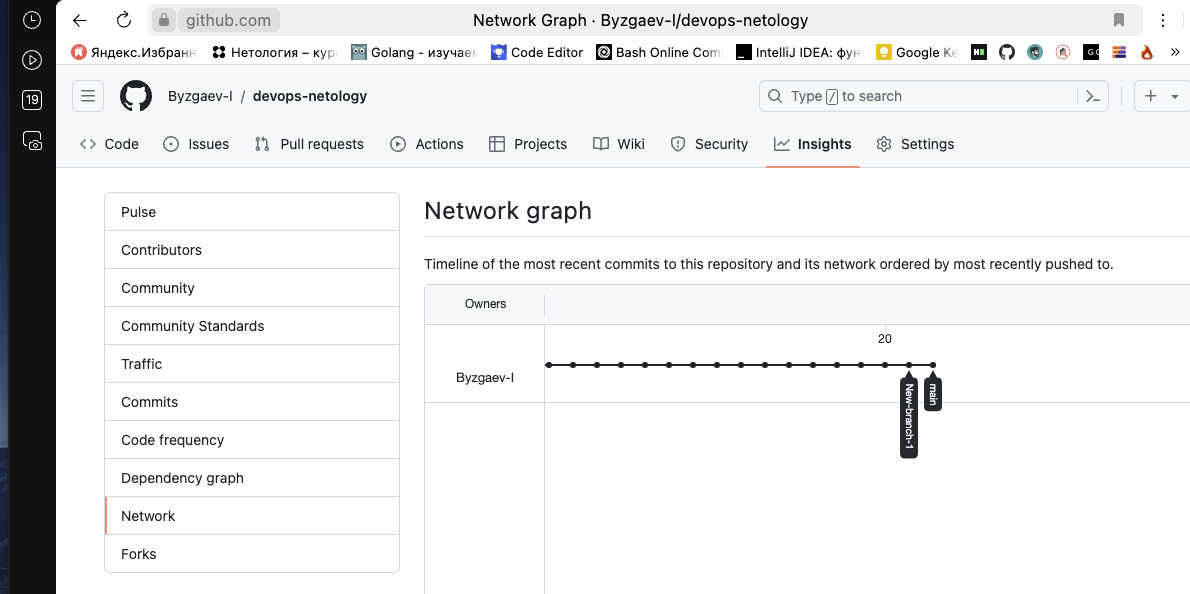 github.com
Network Graph · Byzgaev-I/devops-netology
Яндекс.Избранн
Нетология – кур
Golang - изучаем
Code Editor
Bash Online Com
IntelliJ IDEA: фун
Google Ke
»
19
Byzgaev-I / devops-netology
Type / to search
Code
Issues
Pull requests
Actions
Projects
Wiki
Security
Insights
Settings
Pulse
Contributors
Community
Community Standards
Traffic
Commits
Code frequency
Dependency graph
Network
Forks
Network graph
Timeline of the most recent commits to this repository and its network ordered by most recently pushed to.
Owners
20
Byzgaev-I
New-branch-1
main